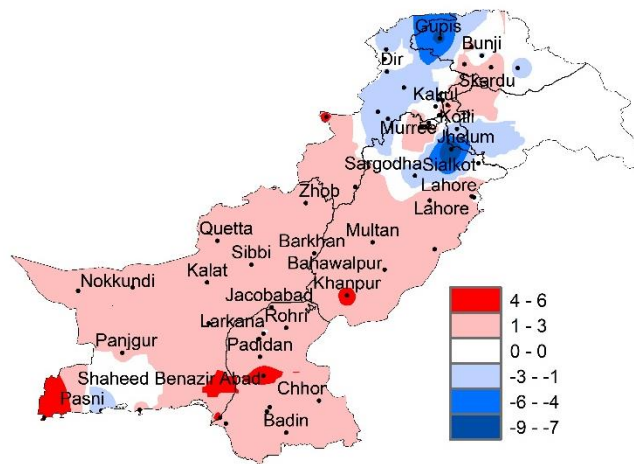 Gupis
Bunji
Dir
Skardu
Kakul
Kotli
Murree
Jhelum
Sargodha
Sialkot
Zhob
Lahore
Lahore
Quetta
Multan
Sibbi
Barkhan
Kalat
Bahawalpur
Nokkundi
Khanpur
Jacobabad
Larkana
Rohri
Panjgur
Padidan
Shaheed Benazir Abad
Pasni
Chhor
Badin
4 - 6
1 - 3
0 - 0
-3 - -1
-6 - -4
-9 - -7